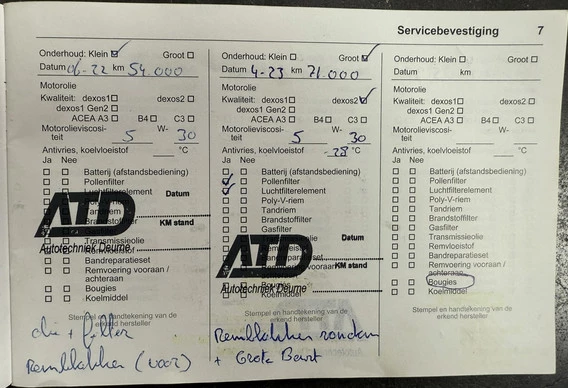 Servicebevestiging 7
Onderhoud: Klein ☑ Groot ☐
Datum 06-22 km 54.000
Motorolie
Kwaliteit: dexos1 ☐ dexos2 ☐
dexos1 Gen2 ☐
ACEA A3 ☐ B4 ☐ C3 ☐
Motorolieviscosi- W-
teit 5 30
Antivries, koelvloeistof °C
Ja Nee
☐ ☐ Batterij (afstandsbediening)
☐ ☐ Pollenfilter
☐ ☐ Luchtfilterelement
Datum
ATD
KM stand
Tandriem
Brandstoffilter
Transmissieolie
Autotechniek Deurne
☐ ☐ Bandreparatieset
☐ ☐ Remvoering vooraan /
achteraan
☐ ☐ Bougies
☐ ☐ Koelmiddel
Stempel en handtekening van de
erkend hersteller
olie + filter
Remblokken (voor)
Onderhoud: Klein ☐ Groot ☑
Datum 4-23 km 71.000
Motorolie
Kwaliteit: dexos1 ☐ dexos2 ☑
dexos1 Gen2 ☐
ACEA A3 ☐ B4 ☐ C3 ☐
Motorolieviscosi- W-
teit 5 30
Antivries, koelvloeistof -28 °C
Ja Nee
☑ ☐ Batterij (afstandsbediening)
☑ ☐ Pollenfilter
☑ ☐ Luchtfilterelement
☐ ☐ Poly-V-riem
☐ ☐ Tandriem
☐ ☐ Brandstoffilter
☐ ☐ Gasfilter
Datum
ATD
KM stand
Autotechniek Deurne
Bougies
Koelmiddel
Stempel en handtekening van de
erkend hersteller
Remblokken rondom
+ Grote Beurt
Onderhoud: Klein ☐ Groot ☐
Datum km
Motorolie
Kwaliteit: dexos1 ☐ dexos2 ☐
dexos1 Gen2 ☐
ACEA A3 ☐ B4 ☐ C3 ☐
Motorolieviscosi- W-
teit
Antivries, koelvloeistof °C
Ja Nee
☐ ☐ Batterij (afstandsbediening)
☐ ☐ Pollenfilter
☐ ☐ Luchtfilterelement
☐ ☐ Poly-V-riem
☐ ☐ Tandriem
☐ ☐ Brandstoffilter
☐ ☐ Gasfilter
☐ ☐ Transmissieolie
☐ ☐ Remvloeistof
☐ ☐ Bandreparatieset
☐ ☐ Remvoering vooraan /
achteraan
☐ ☐ Bougies
☐ ☐ Koelmiddel
Stempel en handtekening van de
erkend hersteller